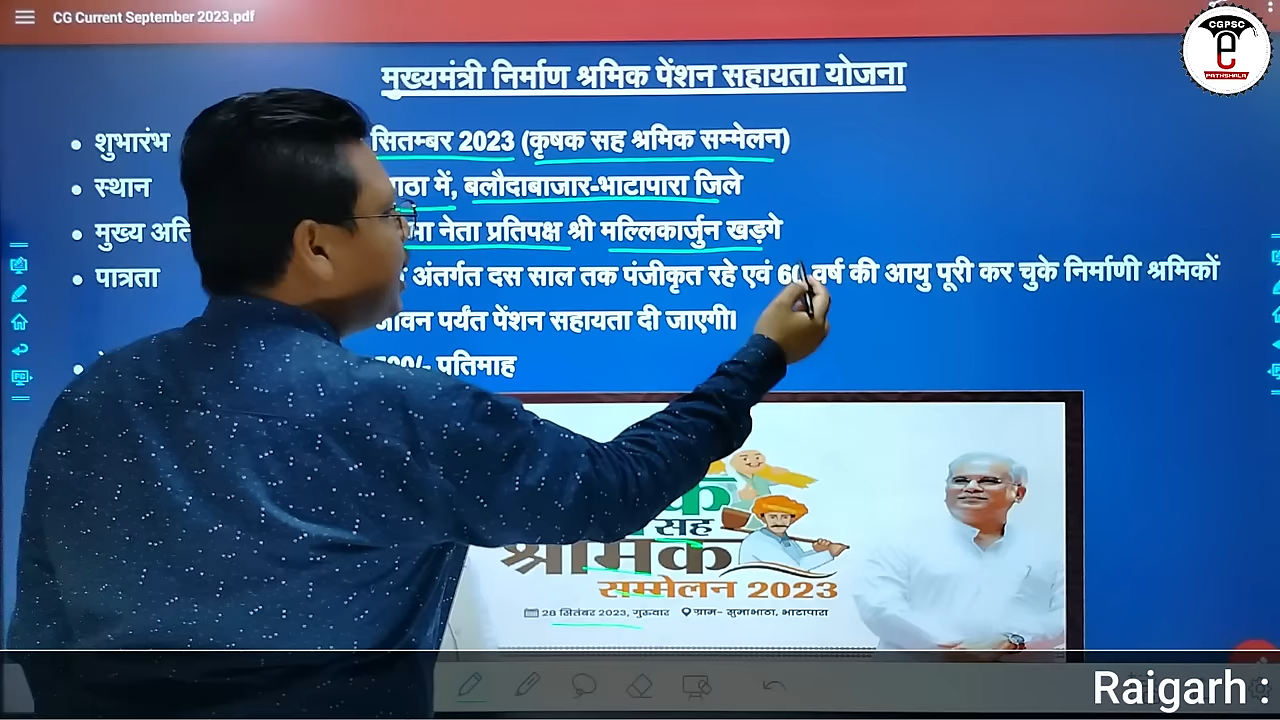 CG Current September 2023.pdf
CGPSC
e
PATHSHALA
मुख्यमंत्री निर्माण श्रमिक पेंशन सहायता योजना
शुभारंभ सितम्बर 2023 (कृषक सह श्रमिक सम्मेलन)
स्थान में, बलौदाबाजार-भाटापारा जिले
मुख्य नेता प्रतिपक्ष श्री मल्लिकार्जुन खड़गे
पात्रता अंतर्गत दस साल तक पंजीकृत रहे एवं 60 वर्ष की आयु पूरी कर चुके निर्माणी श्रमिकों
पर्यंत पेंशन सहायता दी जाएगी।
प्रतिमाह
सह
श्रमिक
सम्मेलन 2023
28 सितंबर 2023, गुरूवार ग्राम- सुमाभाठा, भाटापारा
Raigarh :